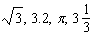 √3, 3.2, π, 3 1/3